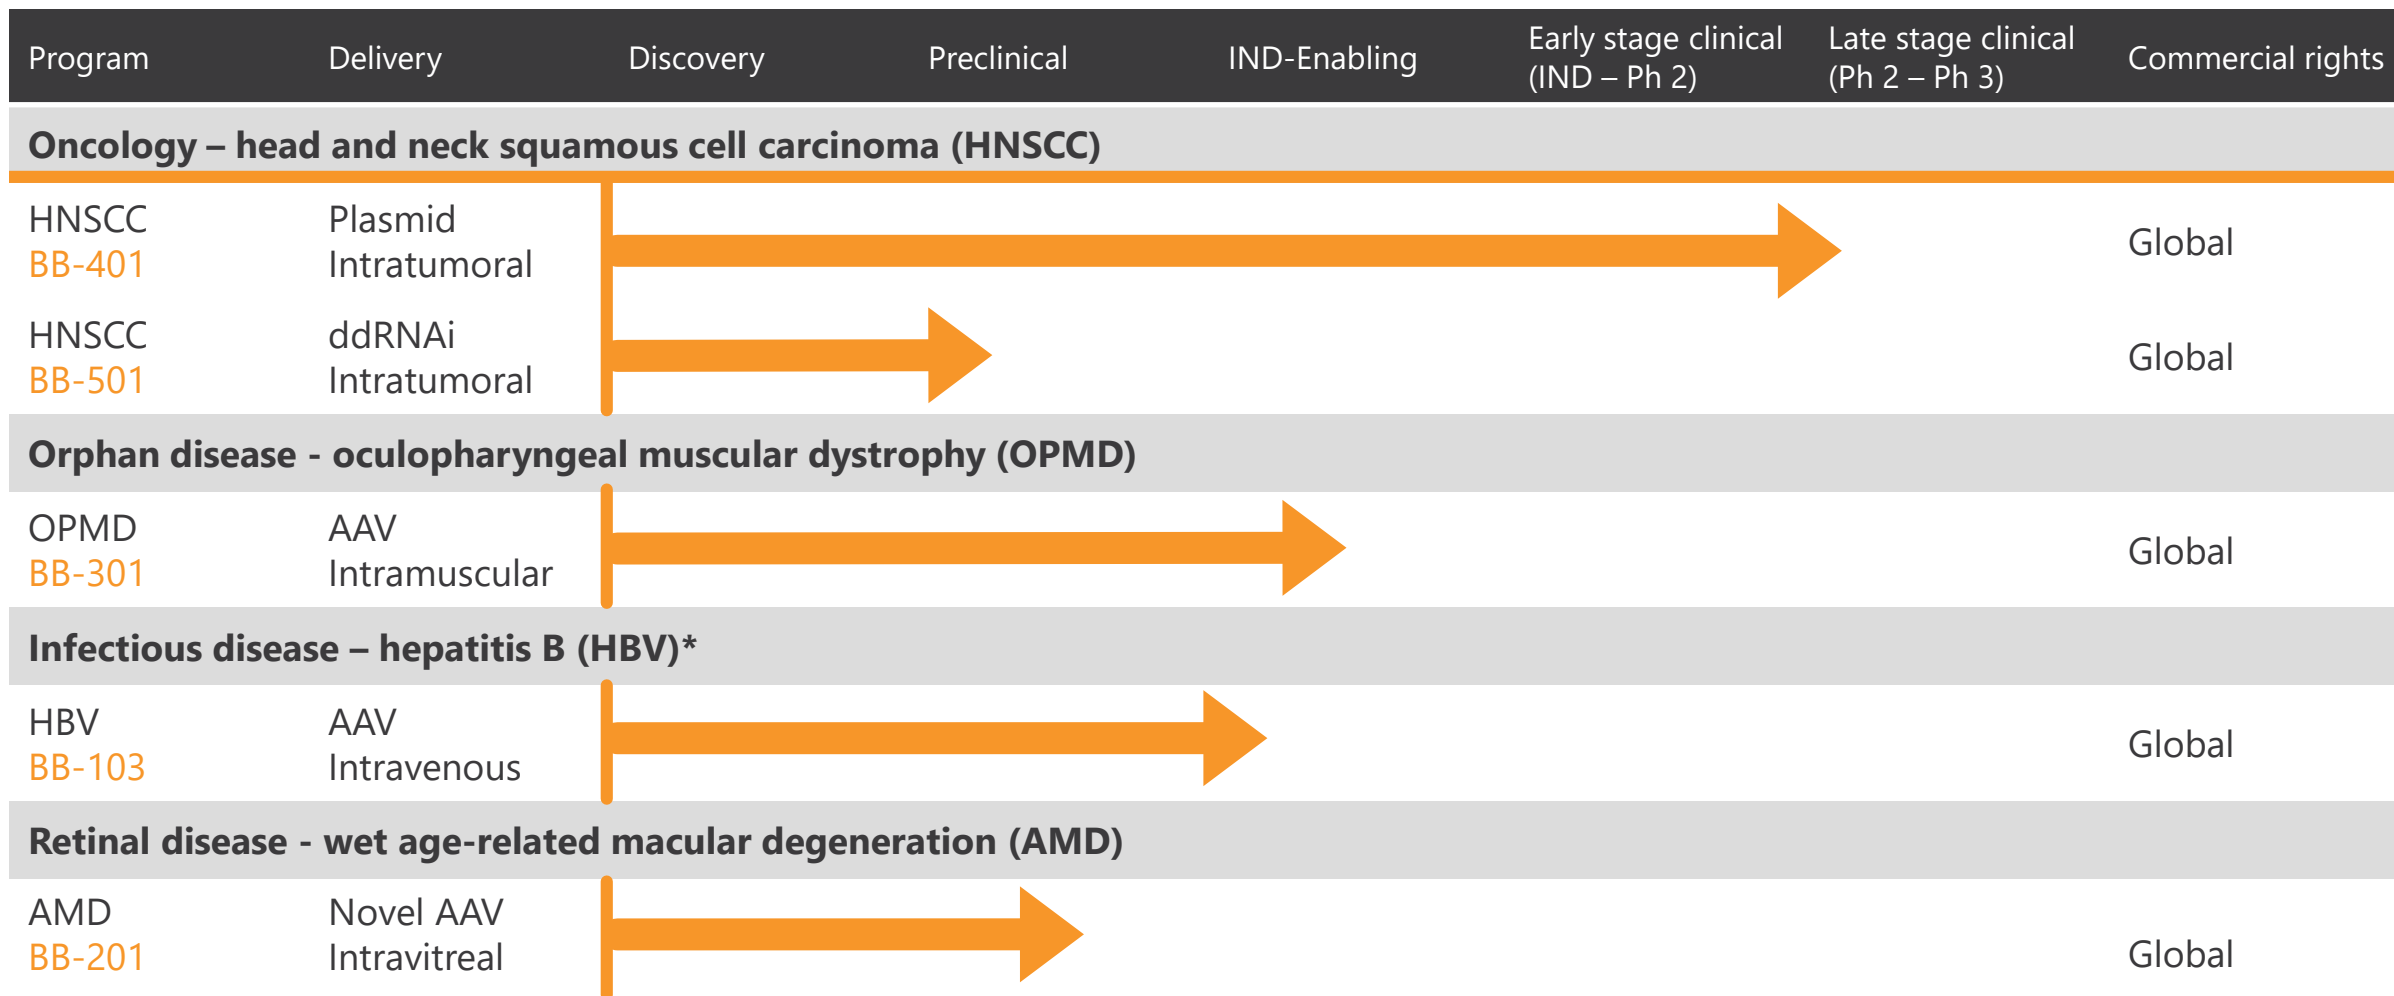 Program
Delivery
Discovery
Preclinical
IND-Enabling
Early stage clinical
(IND – Ph 2)
Late stage clinical
(Ph 2 – Ph 3)
Commercial rights
Oncology – head and neck squamous cell carcinoma (HNSCC)
HNSCC
BB-401
Plasmid
Intratumoral
Global
HNSCC
BB-501
ddRNAi
Intratumoral
Global
Orphan disease - oculopharyngeal muscular dystrophy (OPMD)
OPMD
BB-301
AAV
Intramuscular
Global
Infectious disease – hepatitis B (HBV)*
HBV
BB-103
AAV
Intravenous
Global
Retinal disease - wet age-related macular degeneration (AMD)
AMD
BB-201
Novel AAV
Intravitreal
Global